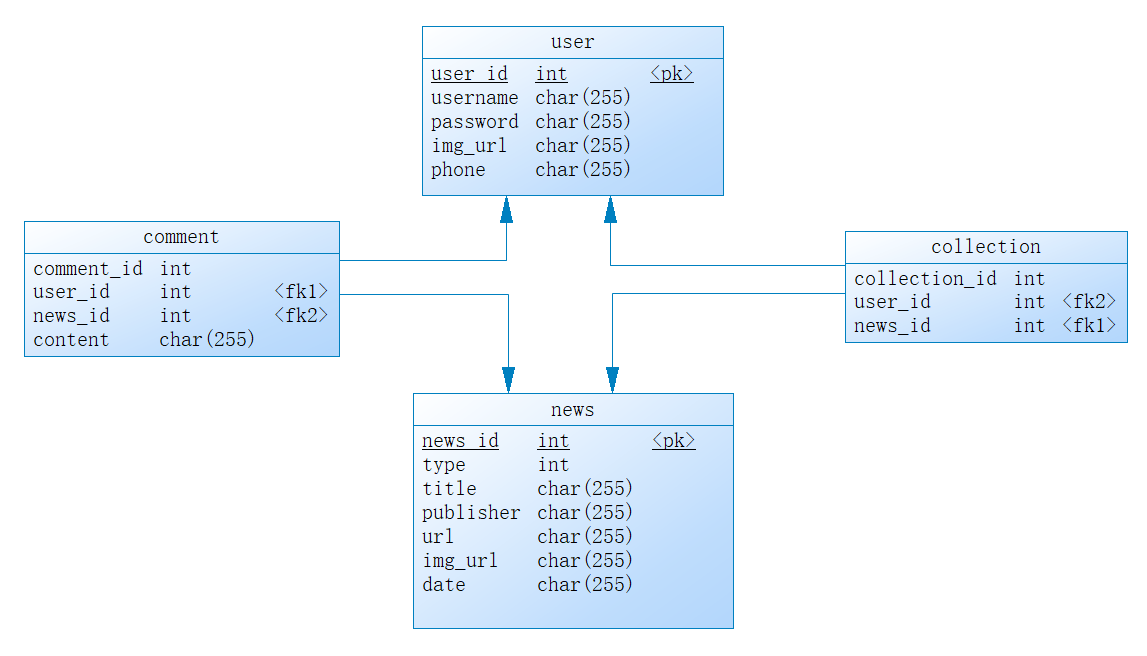 user
user_id int <pk>
username char(255)
password char(255)
img_url char(255)
phone char(255)
comment
comment_id int
user_id int <fk1>
news_id int <fk2>
content char(255)
collection
collection_id int
user_id int <fk2>
news_id int <fk1>
news
news_id int <pk>
type int
title char(255)
publisher char(255)
url char(255)
img_url char(255)
date char(255)